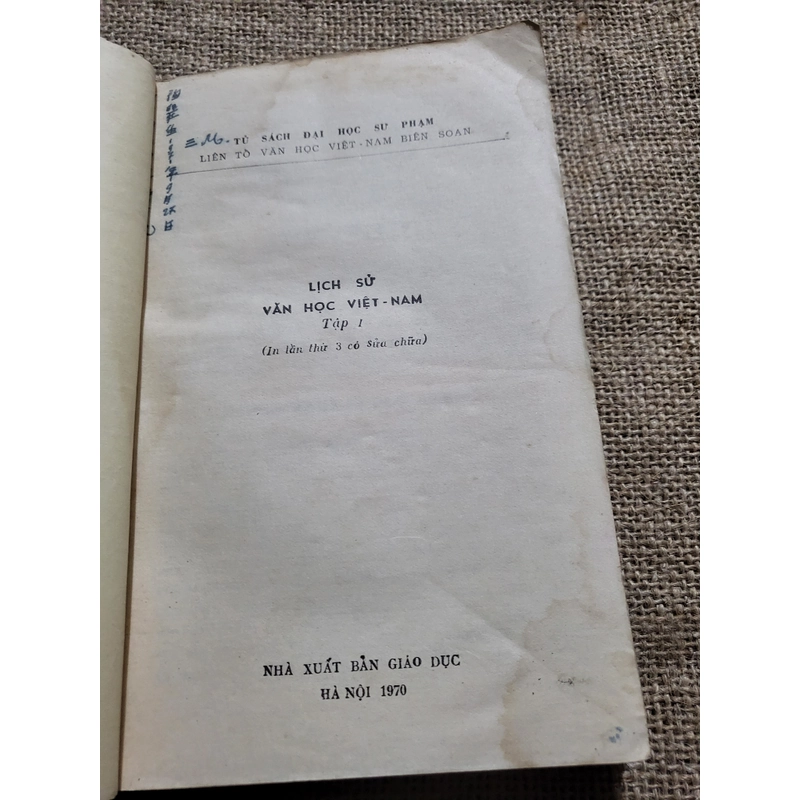 TỦ SÁCH ĐẠI HỌC SƯ PHẠM
LIÊN TỔ VĂN HỌC VIỆT-NAM BIÊN SOẠN
LỊCH SỬ
VĂN HỌC VIỆT-NAM
Tập I
(In lần thứ 3 có sửa chữa)
NHÀ XUẤT BẢN GIÁO DỤC
HÀ NỘI 1970